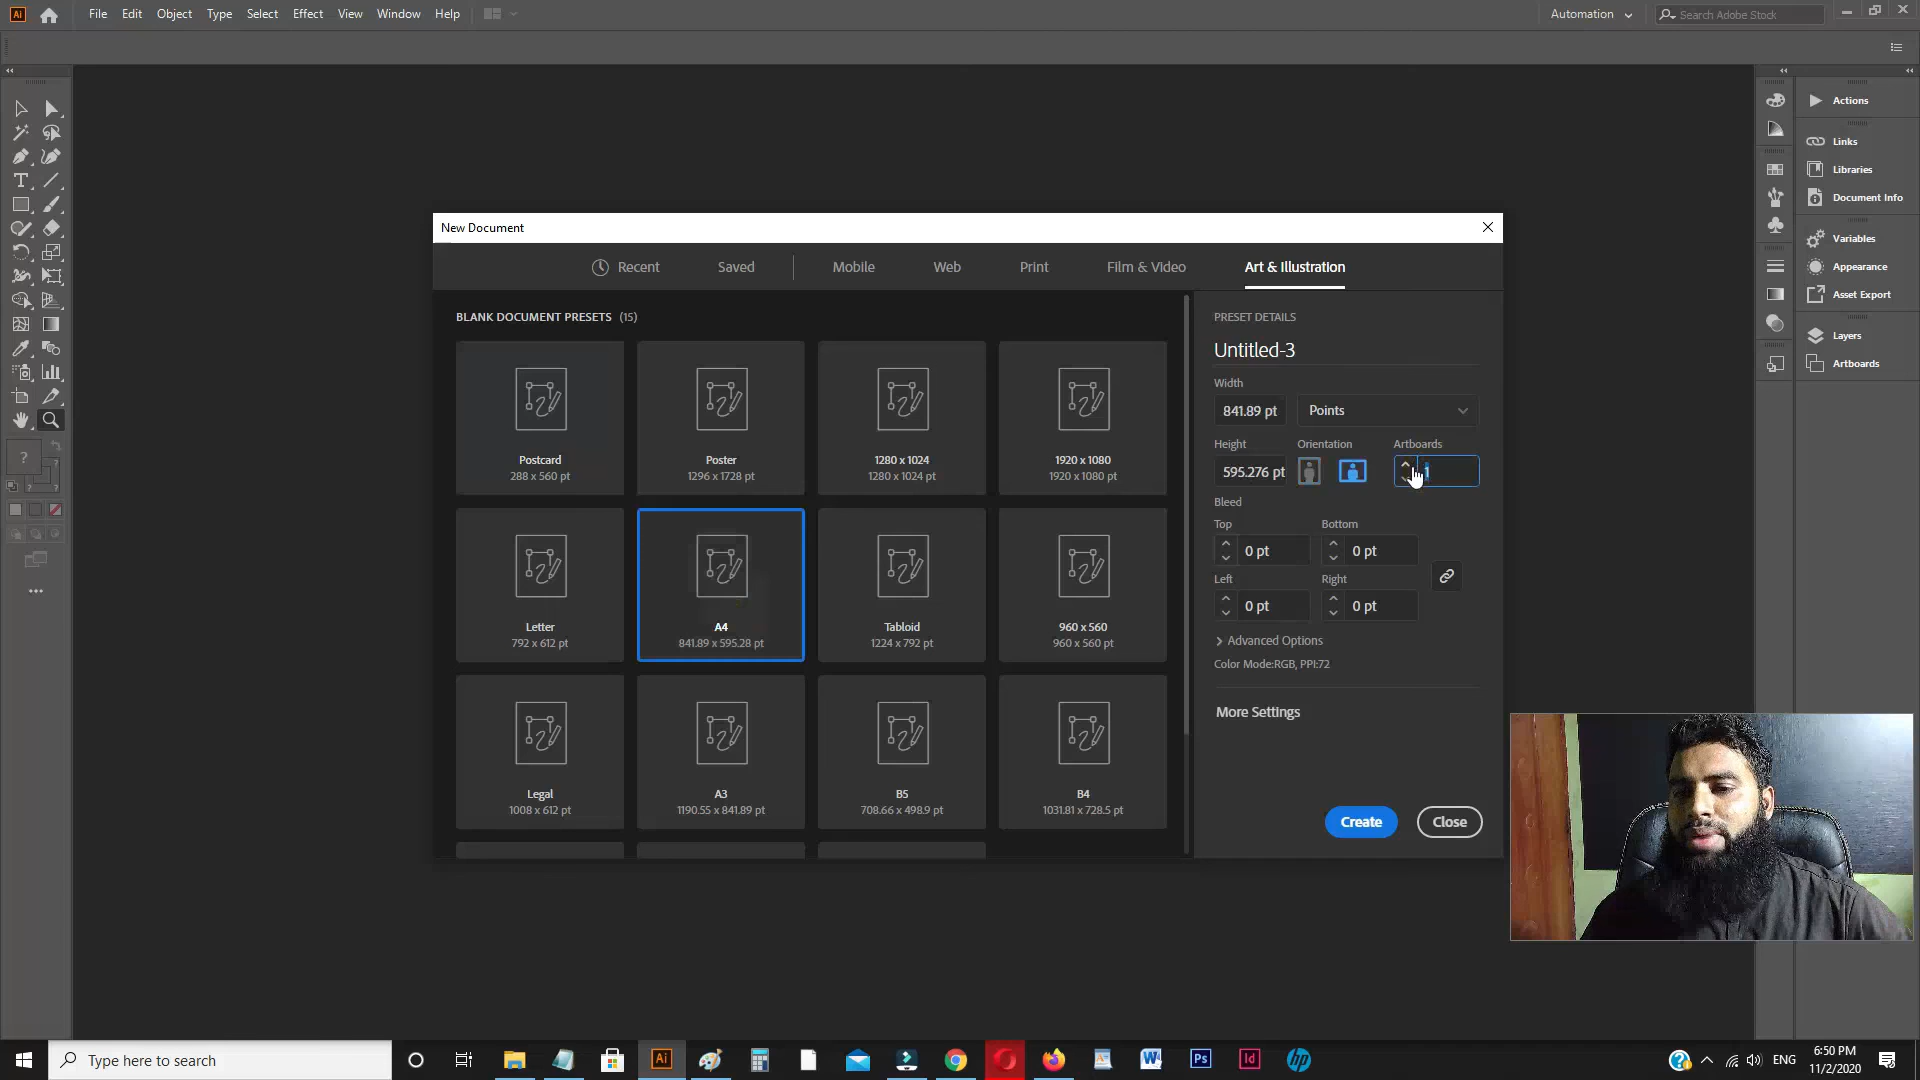 Ai File Edit Object Type Select Effect View Window Help Automation Search Adobe Stock
Actions
Links
Libraries
Document Info
Variables
Appearance
Asset Export
Layers
Artboards
T
?
New Document
Recent Saved Mobile Web Print Film & Video Art & Illustration
BLANK DOCUMENT PRESETS (15)
Postcard
288 x 560 pt
Poster
1296 x 1728 pt
1280 x 1024
1280 x 1024 pt
1920 x 1080
1920 x 1080 pt
Letter
792 x 612 pt
A4
841.89 x 595.28 pt
Tabloid
1224 x 792 pt
960 x 560
960 x 560 pt
Legal
1008 x 612 pt
A3
1190.55 x 841.89 pt
B5
708.66 x 498.9 pt
B4
1031.81 x 728.5 pt
PRESET DETAILS
Untitled-3
Width
841.89 pt Points
Height Orientation Artboards
595.276 pt 1
Bleed
Top Bottom
0 pt 0 pt
Left Right
0 pt 0 pt
Advanced Options
Color Mode:RGB, PPI:72
More Settings
Create Close
Type here to search
Ai W Ps Id hp
ENG
6:50 PM
11/2/2020